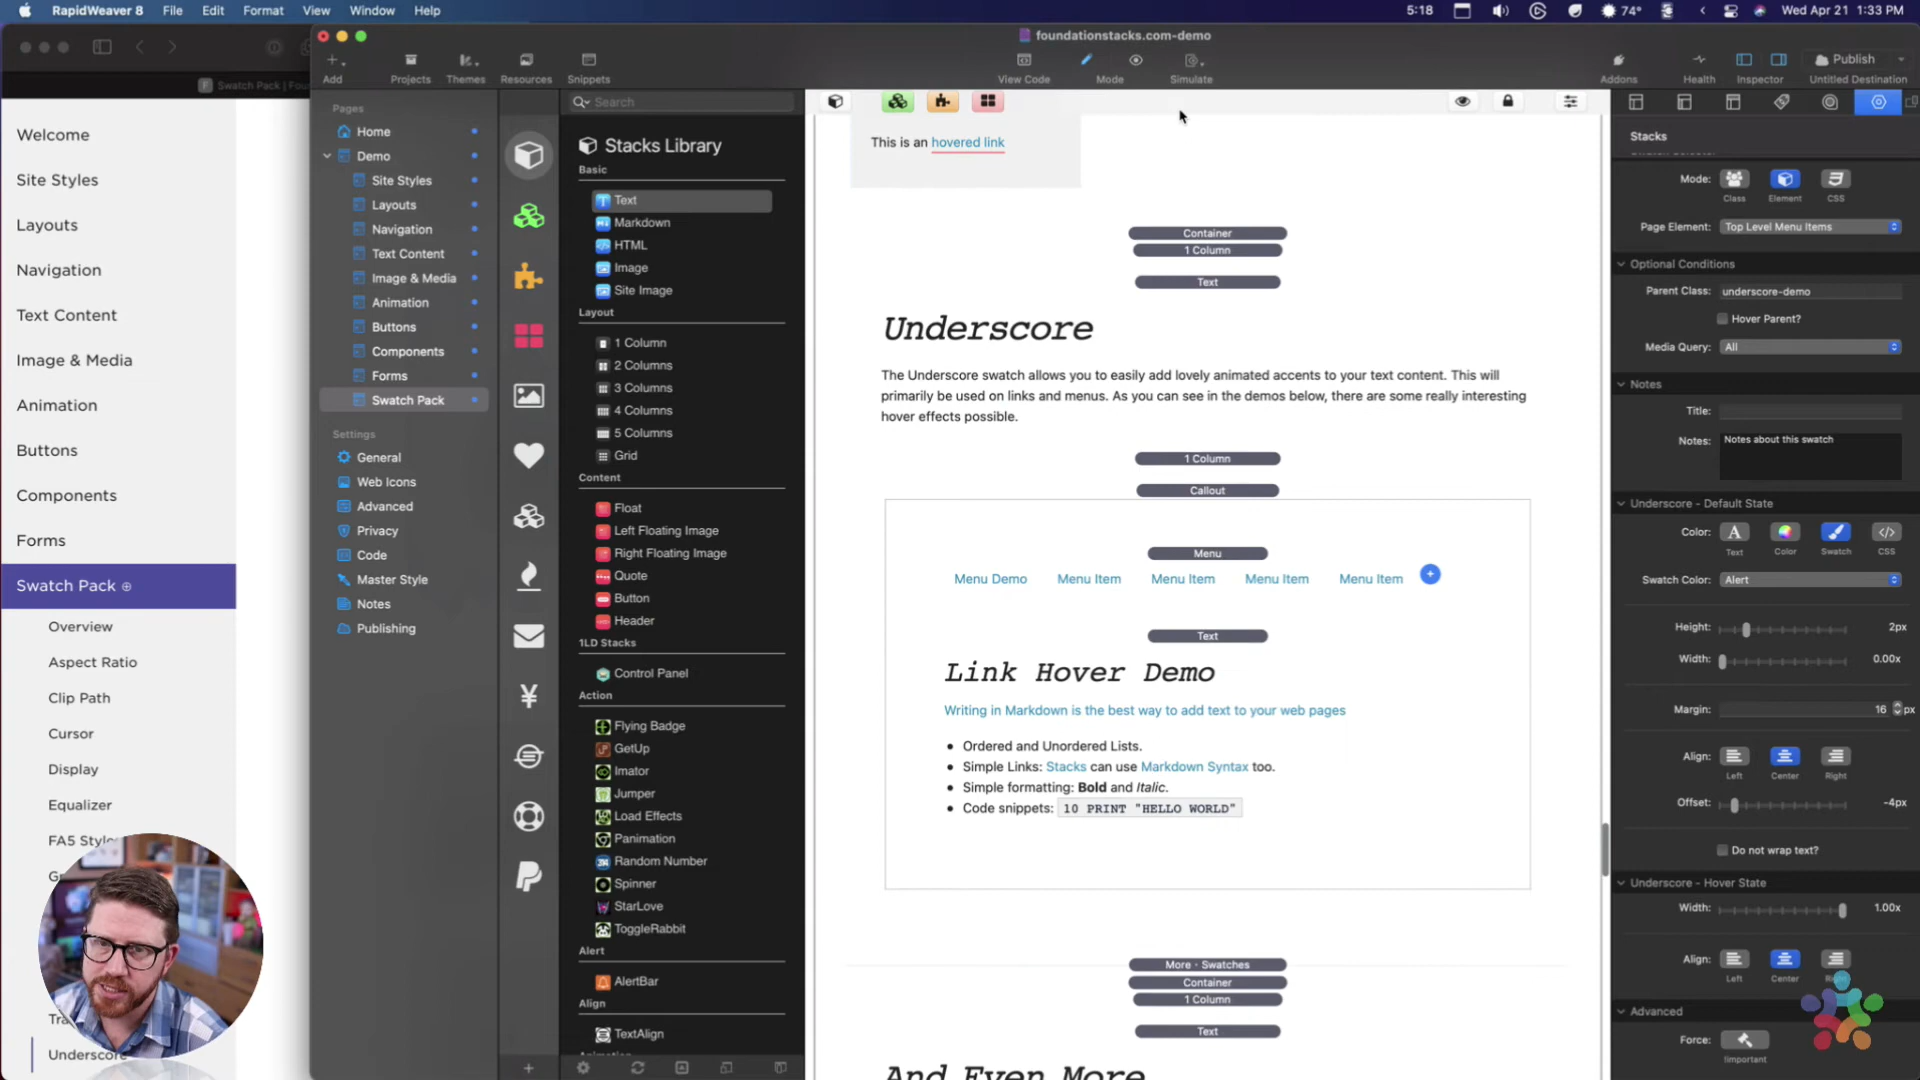 RapidWeaver 8 File Edit Format View Window Help 5:18 74° Wed Apr 21 1:33 PM
foundationstacks.com-demo
Add Projects Themes Resources Snippets View Code Mode Simulate Addons Health Inspector Publish Untitled Destination
Swatch Pack | Fou
Welcome
Site Styles
Layouts
Navigation
Text Content
Image & Media
Animation
Buttons
Components
Forms
Swatch Pack
Overview
Aspect Ratio
Clip Path
Cursor
Display
Equalizer
FA5 Style
Underscore
Pages
Home
Demo
Site Styles
Layouts
Navigation
Text Content
Image & Media
Animation
Buttons
Components
Forms
Swatch Pack
Settings
General
Web Icons
Advanced
Privacy
Code
Master Style
Notes
Publishing
Search
Stacks Library
Basic
Text
Markdown
HTML
Image
Site Image
Layout
1 Column
2 Columns
3 Columns
4 Columns
5 Columns
Grid
Content
Float
Left Floating Image
Right Floating Image
Quote
Button
Header
1LD Stacks
Control Panel
Action
Flying Badge
GetUp
Imator
Jumper
Load Effects
Panimation
Random Number
Spinner
StarLove
ToggleRabbit
Alert
AlertBar
Align
TextAlign
This is an hovered link
Container
1 Column
Text
Underscore
The Underscore swatch allows you to easily add lovely animated accents to your text content. This will
primarily be used on links and menus. As you can see in the demos below, there are some really interesting
hover effects possible.
1 Column
Callout
Menu
Menu Demo Menu Item Menu Item Menu Item Menu Item
Text
Link Hover Demo
Writing in Markdown is the best way to add text to your web pages
Ordered and Unordered Lists.
Simple Links: Stacks can use Markdown Syntax too.
Simple formatting: Bold and Italic.
Code snippets: 10 PRINT "HELLO WORLD"
More - Swatches
Container
1 Column
Text
And Even More
Stacks
Mode: Class Element CSS
Page Element: Top Level Menu Items
Optional Conditions
Parent Class: underscore-demo
Hover Parent?
Media Query: All
Notes
Title:
Notes: Notes about this swatch
Underscore - Default State
Color: Text Color Swatch CSS
Swatch Color: Alert
Height: 2px
Width: 0.00x
Margin: 16 px
Align: Left Center Right
Offset: -4px
Do not wrap text?
Underscore - Hover State
Width: 1.00x
Align: Left Center
Advanced
Force: !important